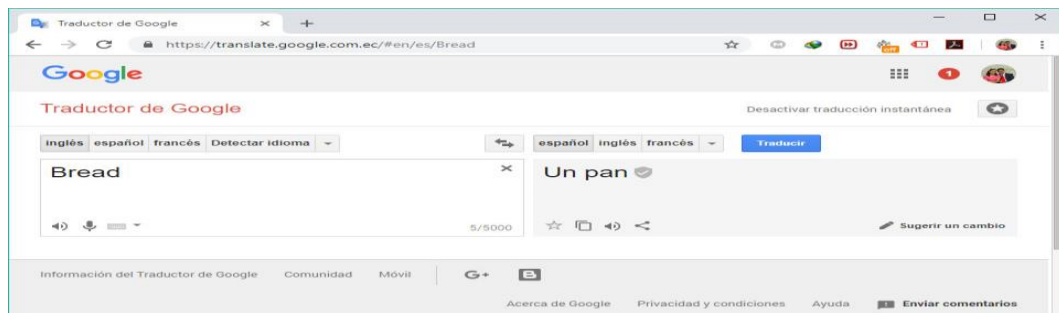 Traductor de Google
https://translate.google.com.ec/#en/es/Bread
off
Google
1
Traductor de Google
Desactivar traducción instantánea
inglés español francés Detectar idioma
español inglés francés
Traducir
Bread
Un pan
5/5000
Sugerir un cambio
Información del Traductor de Google Comunidad Móvil G+ B
Acerca de Google Privacidad y condiciones Ayuda Enviar comentarios